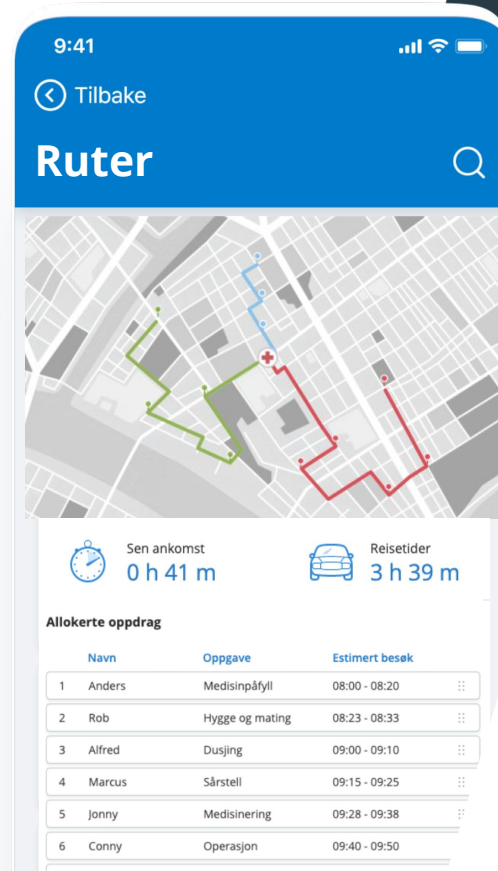 9:41
Tilbake
Ruter
Sen ankomst
0 h 41 m
Reisetider
3 h 39 m
Allokerte oppdrag
Navn Oppgave Estimert besøk
1 Anders Medisinpåfyll 08:00 - 08:20
2 Rob Hygge og mating 08:23 - 08:33
3 Alfred Dusjing 09:00 - 09:10
4 Marcus Sårstell 09:15 - 09:25
5 Jonny Medisinering 09:28 - 09:38
6 Conny Operasjon 09:40 - 09:50